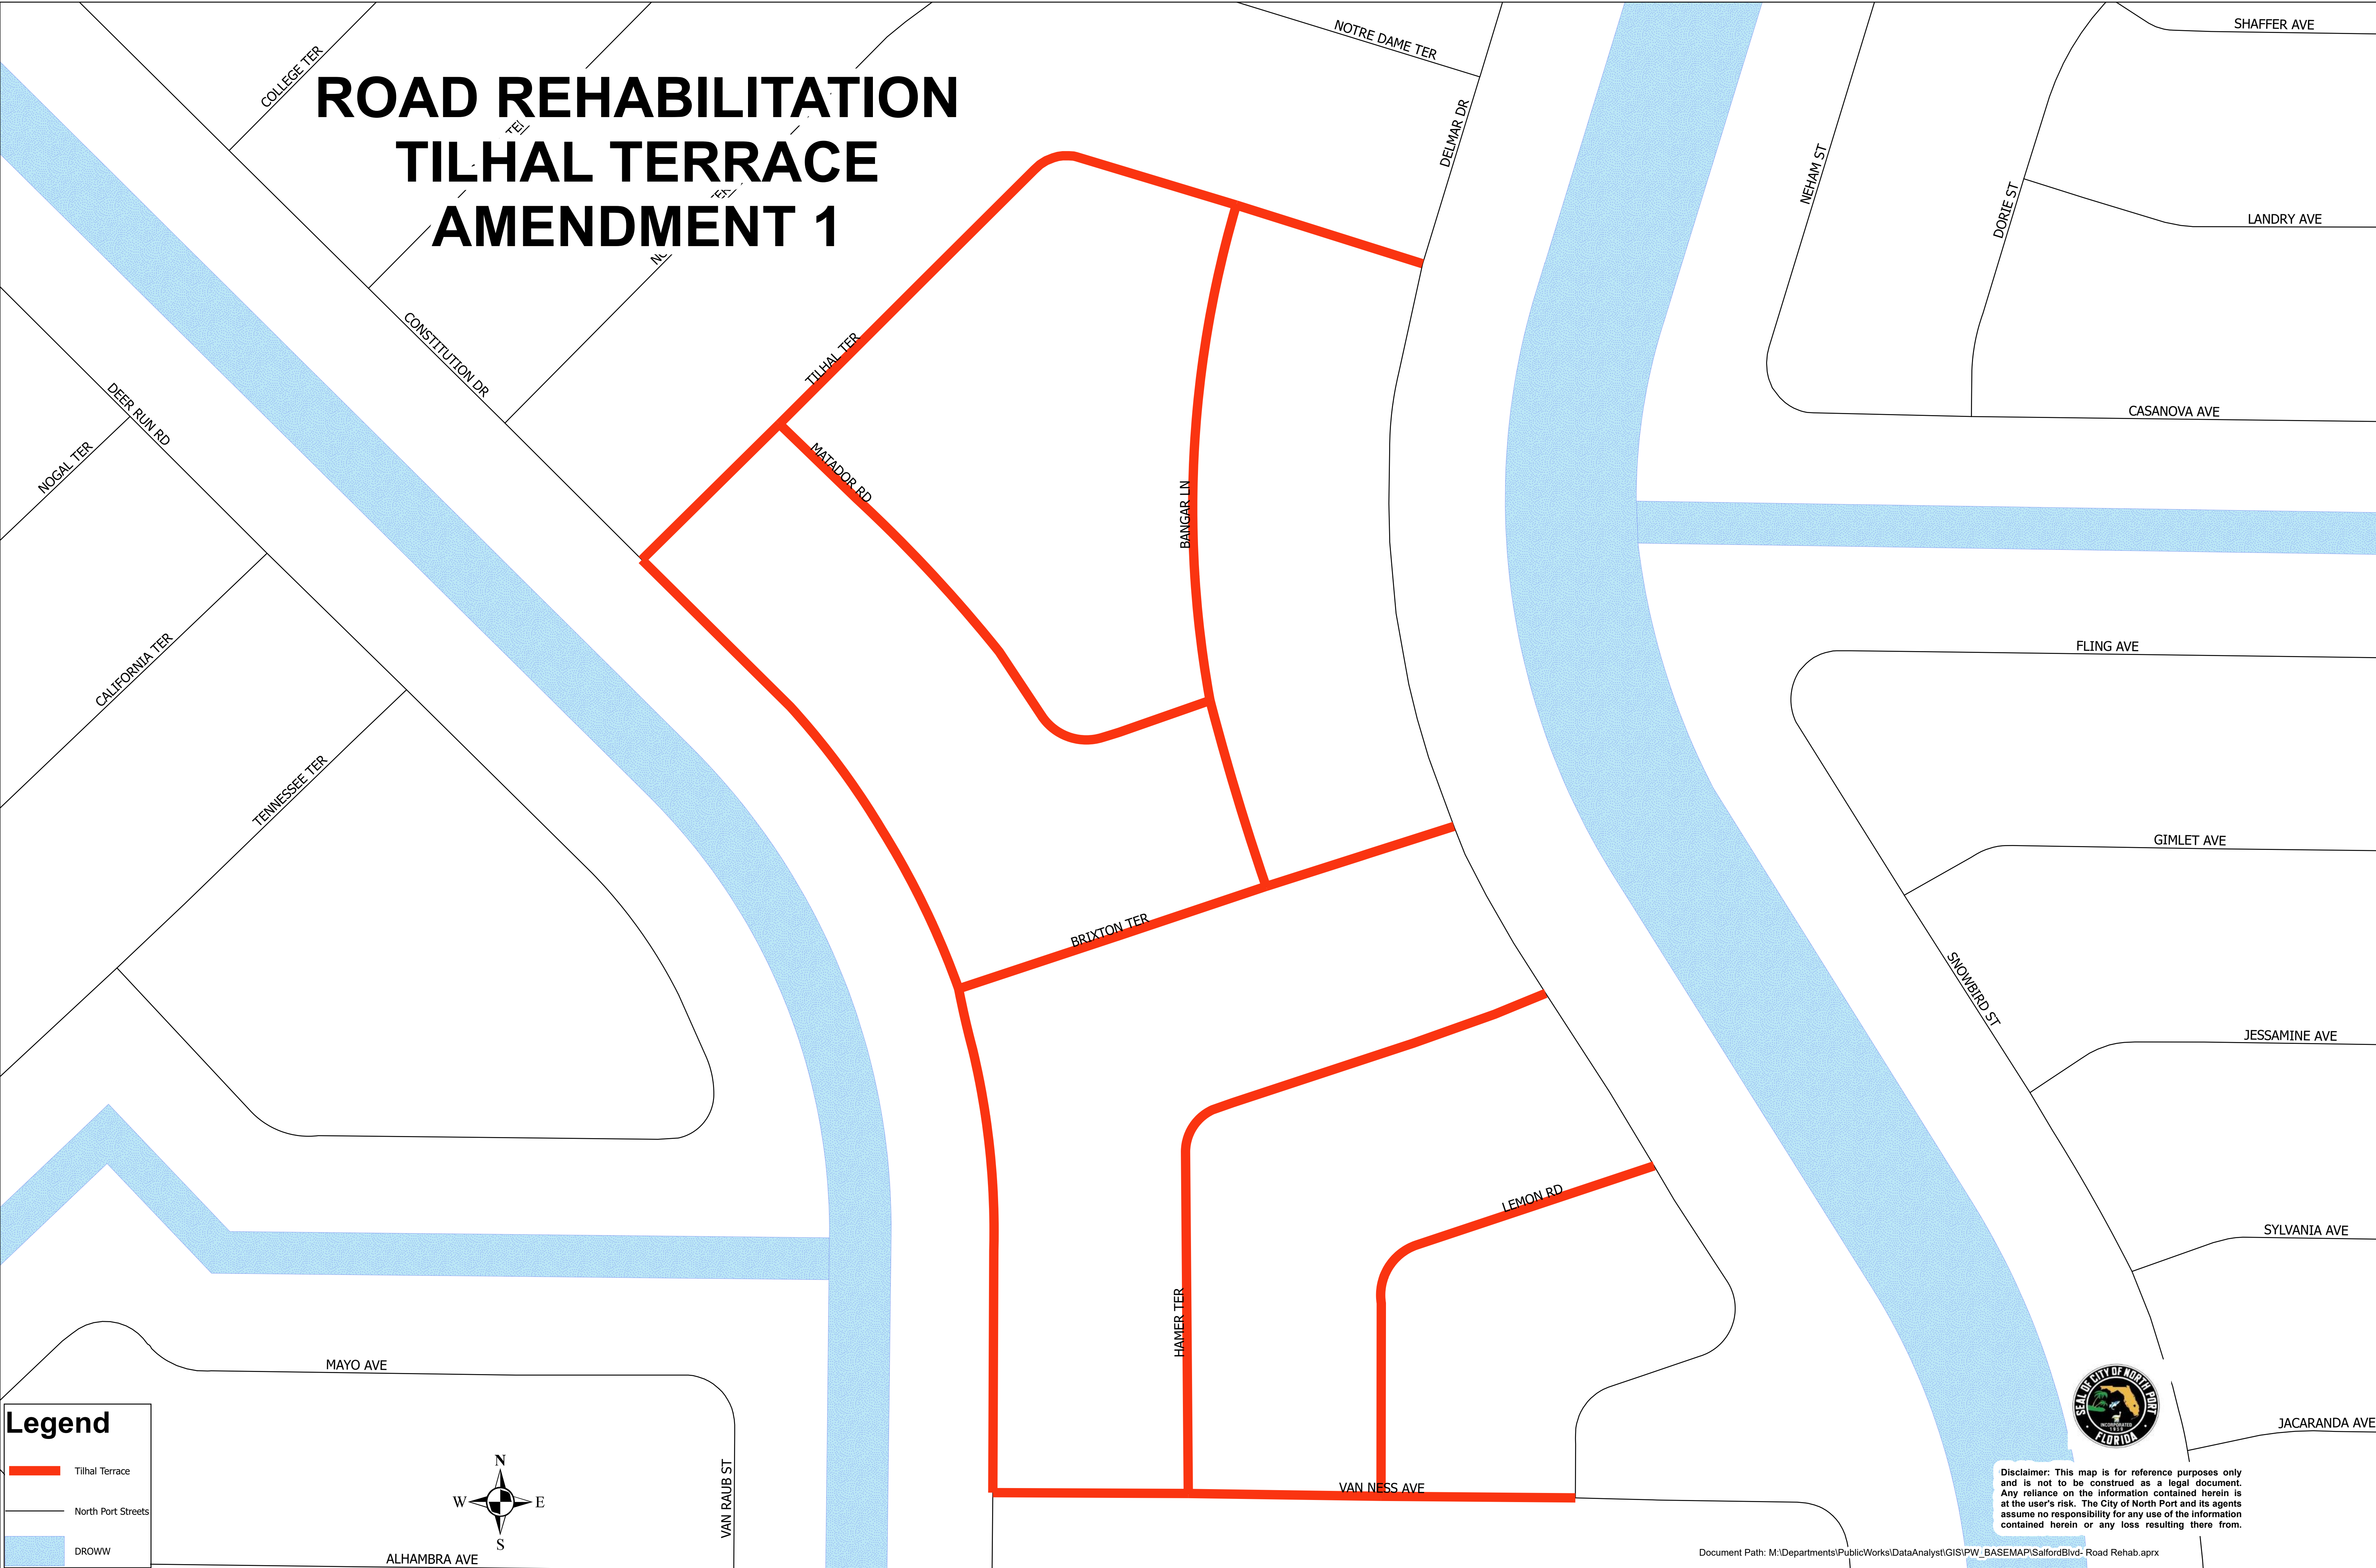 SHAFFER AVE
NOTRE DAME TER
COLLEGE TER
ROAD REHABILITATION
TILHAL TERRACE
AMENDMENT 1
DELMAR DR
NEHAM ST
DORIE ST
LANDRY AVE
CONSTITUTION DR
TILHAL TER
DEER RUN RD
CASANOVA AVE
NOGAL TER
MATADOR RD
BANGAR LN
CALIFORNIA TER
FLING AVE
TENNESSEE TER
GIMLET AVE
BRIXTON TER
SNOWBIRD ST
JESSAMINE AVE
LEMON RD
SYLVANIA AVE
HAMER TER
MAYO AVE
SEAL OF CITY OF NORTH PORT
INCORPORATED
1959
FLORIDA
JACARANDA AVE
Legend
Tilhal Terrace
North Port Streets
DROWW
N
W E
S
VAN RAUB ST
VAN NESS AVE
ALHAMBRA AVE
Disclaimer: This map is for reference purposes only
and is not to be construed as a legal document.
Any reliance on the information contained herein is
at the user's risk. The City of North Port and its agents
assume no responsibility for any use of the information
contained herein or any loss resulting there from.
Document Path: M:\Departments\PublicWorks\DataAnalyst\GIS\PW_BASEMAP\SalfordBlvd- Road Rehab.aprx